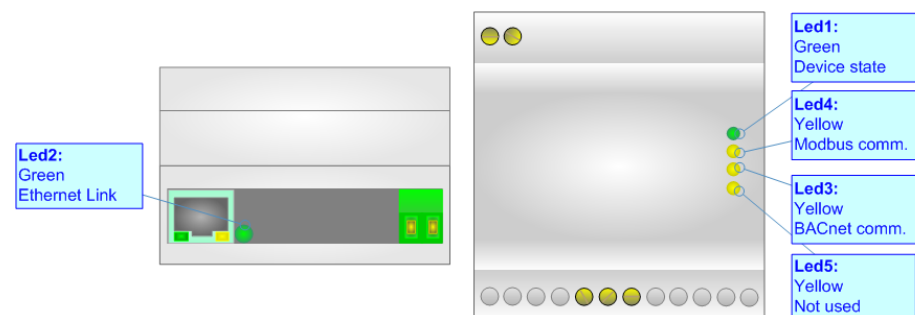 Led2:
Green
Ethernet Link
Led1:
Green
Device state
Led4:
Yellow
Modbus comm.
Led3:
Yellow
BACnet comm.
Led5:
Yellow
Not used